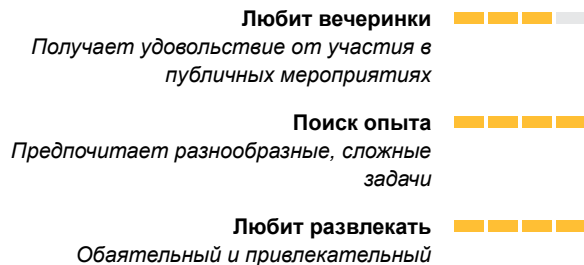 Любит вечеринки
Получает удовольствие от участия в
публичных мероприятиях
Поиск опыта
Предпочитает разнообразные, сложные
задачи
Любит развлекать
Обаятельный и привлекательный